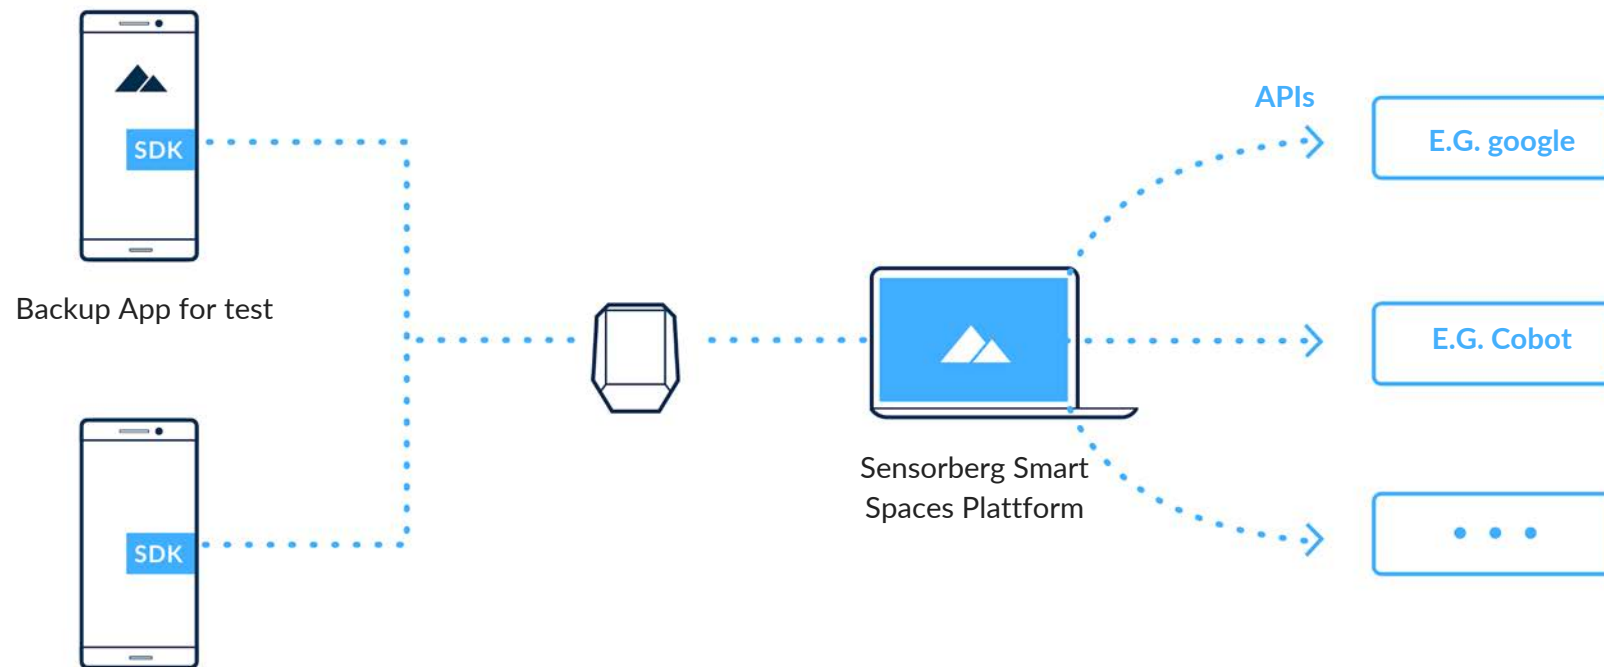 SDK
Backup App for test
SDK
Sensorberg Smart
Spaces Plattform
APIs
E.G. google
E.G. Cobot